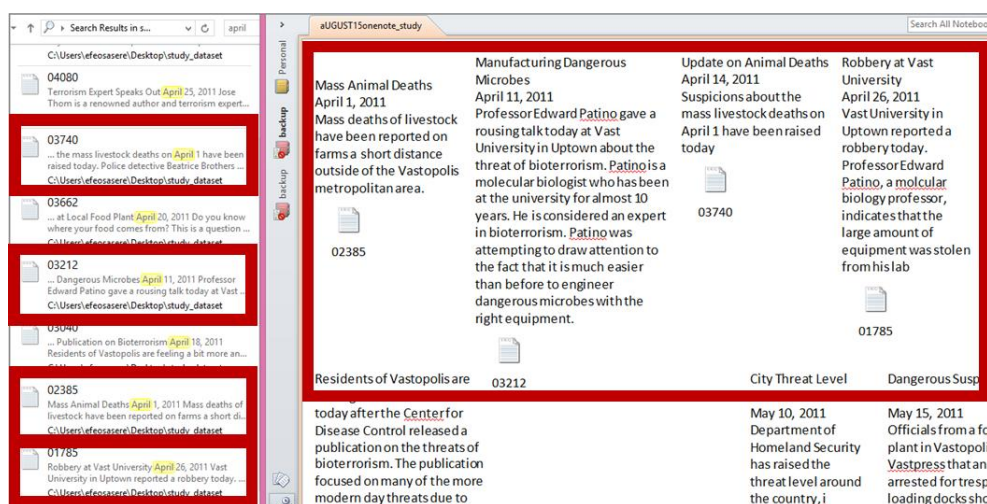 Search Results in s...
april
C:\Users\efeosasere\Desktop\study_dataset
04080
Terrorism Expert Speaks Out April 25, 2011 Jose
Thom is a renowned author and terrorism expert...
03740
... the mass livestock deaths on April 1 have been
raised today. Police detective Beatrice Brothers ...
C:\Users\efeosasere\Desktop\study_dataset
03662
... at Local Food Plant April 20, 2011 Do you know
where your food comes from? This is a question ...
C:\Users\efeosasere\Desktop\study_dataset
03212
... Dangerous Microbes April 11, 2011 Professor
Edward Patino gave a rousing talk today at Vast ...
C:\Users\efeosasere\Desktop\study_dataset
03040
... Publication on Bioterrorism April 18, 2011
Residents of Vastopolis are feeling a bit more an...
02385
Mass Animal Deaths April 1, 2011 Mass deaths of
livestock have been reported on farms a short di...
C:\Users\efeosasere\Desktop\study_dataset
01785
Robbery at Vast University April 26, 2011 Vast
University in Uptown reported a robbery today. ...
C:\Users\efeosasere\Desktop\study_dataset
Personal
backup
backup
aUGUST15onenote_study
Search All Notebo
Mass Animal Deaths
April 1, 2011
Mass deaths of livestock
have been reported on
farms a short distance
outside of the Vastopolis
metropolitan area.
02385
Manufacturing Dangerous
Microbes
April 11, 2011
Professor Edward Patino gave a
rousing talk today at Vast
University in Uptown about the
threat of bioterrorism. Patino is a
molecular biologist who has been
at the university for almost 10
years. He is considered an expert
in bioterrorism. Patino was
attempting to draw attention to
the fact that it is much easier
than before to engineer
dangerous microbes with the
right equipment.
03212
Update on Animal Deaths
April 14, 2011
Suspicions about the
mass livestock deaths on
April 1 have been raised
today
03740
Robbery at Vast
University
April 26, 2011
Vast University in
Uptown reported a
robbery today.
Professor Edward
Patino, a molcular
biology professor,
indicates that the
large amount of
equipment was stolen
from his lab
01785
Residents of Vastopolis are
today after the Center for
Disease Control released a
publication on the threats of
bioterrorism. The publication
focused on many of the more
modern day threats due to
City Threat Level
May 10, 2011
Department of
Homeland Security
has raised the
threat level around
the country, i
Dangerous Susp
May 15, 2011
Officials from a fo
plant in Vastopoli
Vastpress that an
arrested for tresp
loading docks sho,